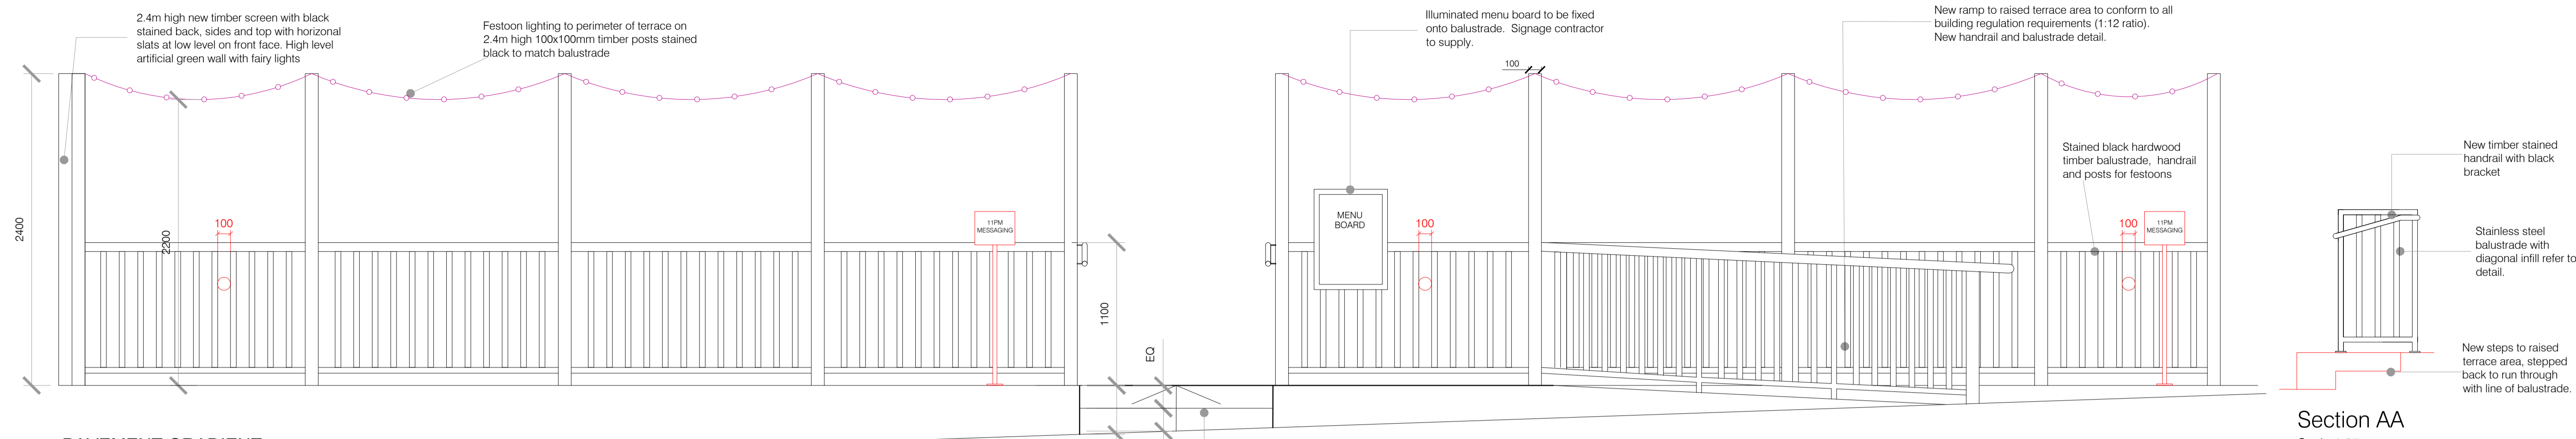 2.4m high new timber screen with black
stained back, sides and top with horizonal
slats at low level on front face. High level
artificial green wall with fairy lights
Festoon lighting to perimeter of terrace on
2.4m high 100x100mm timber posts stained
black to match balustrade
Illuminated menu board to be fixed
onto balustrade. Signage contractor
to supply.
New ramp to raised terrace area to conform to all
building regulation requirements (1:12 ratio).
New handrail and balustrade detail.
100
Stained black hardwood
timber balustrade, handrail
and posts for festoons
New timber stained
handrail with black
bracket
2400
2200
100
11PM
MESSAGING
MENU
BOARD
100
100
11PM
MESSAGING
Stainless steel
balustrade with
diagonal infill refer to
detail.
1100
EQ
New steps to raised
terrace area, stepped
back to run through
with line of balustrade.
Section AA